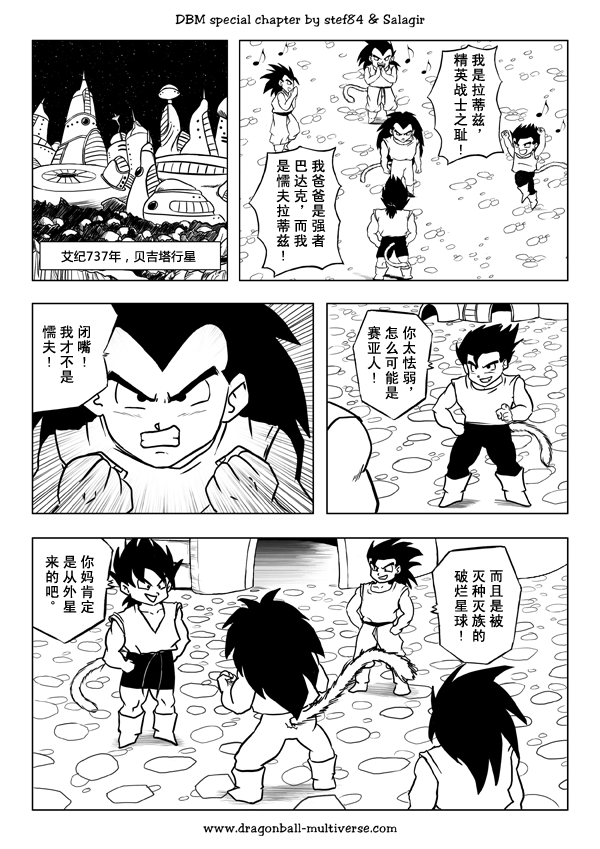 DBM special chapter by stef84 & Salagir
艾纪737年，贝吉塔行星
我是拉蒂兹，
精英战士之耻！
我爸爸是强者
巴达克，而我
是懦夫拉蒂兹！
闭嘴！
我才不是
懦夫！
你太怯弱，
怎么可能是
赛亚人！
你妈肯定
是从外星
来的吧。
而且是被
灭种灭族的
破烂星球！
www.dragonball-multiverse.com